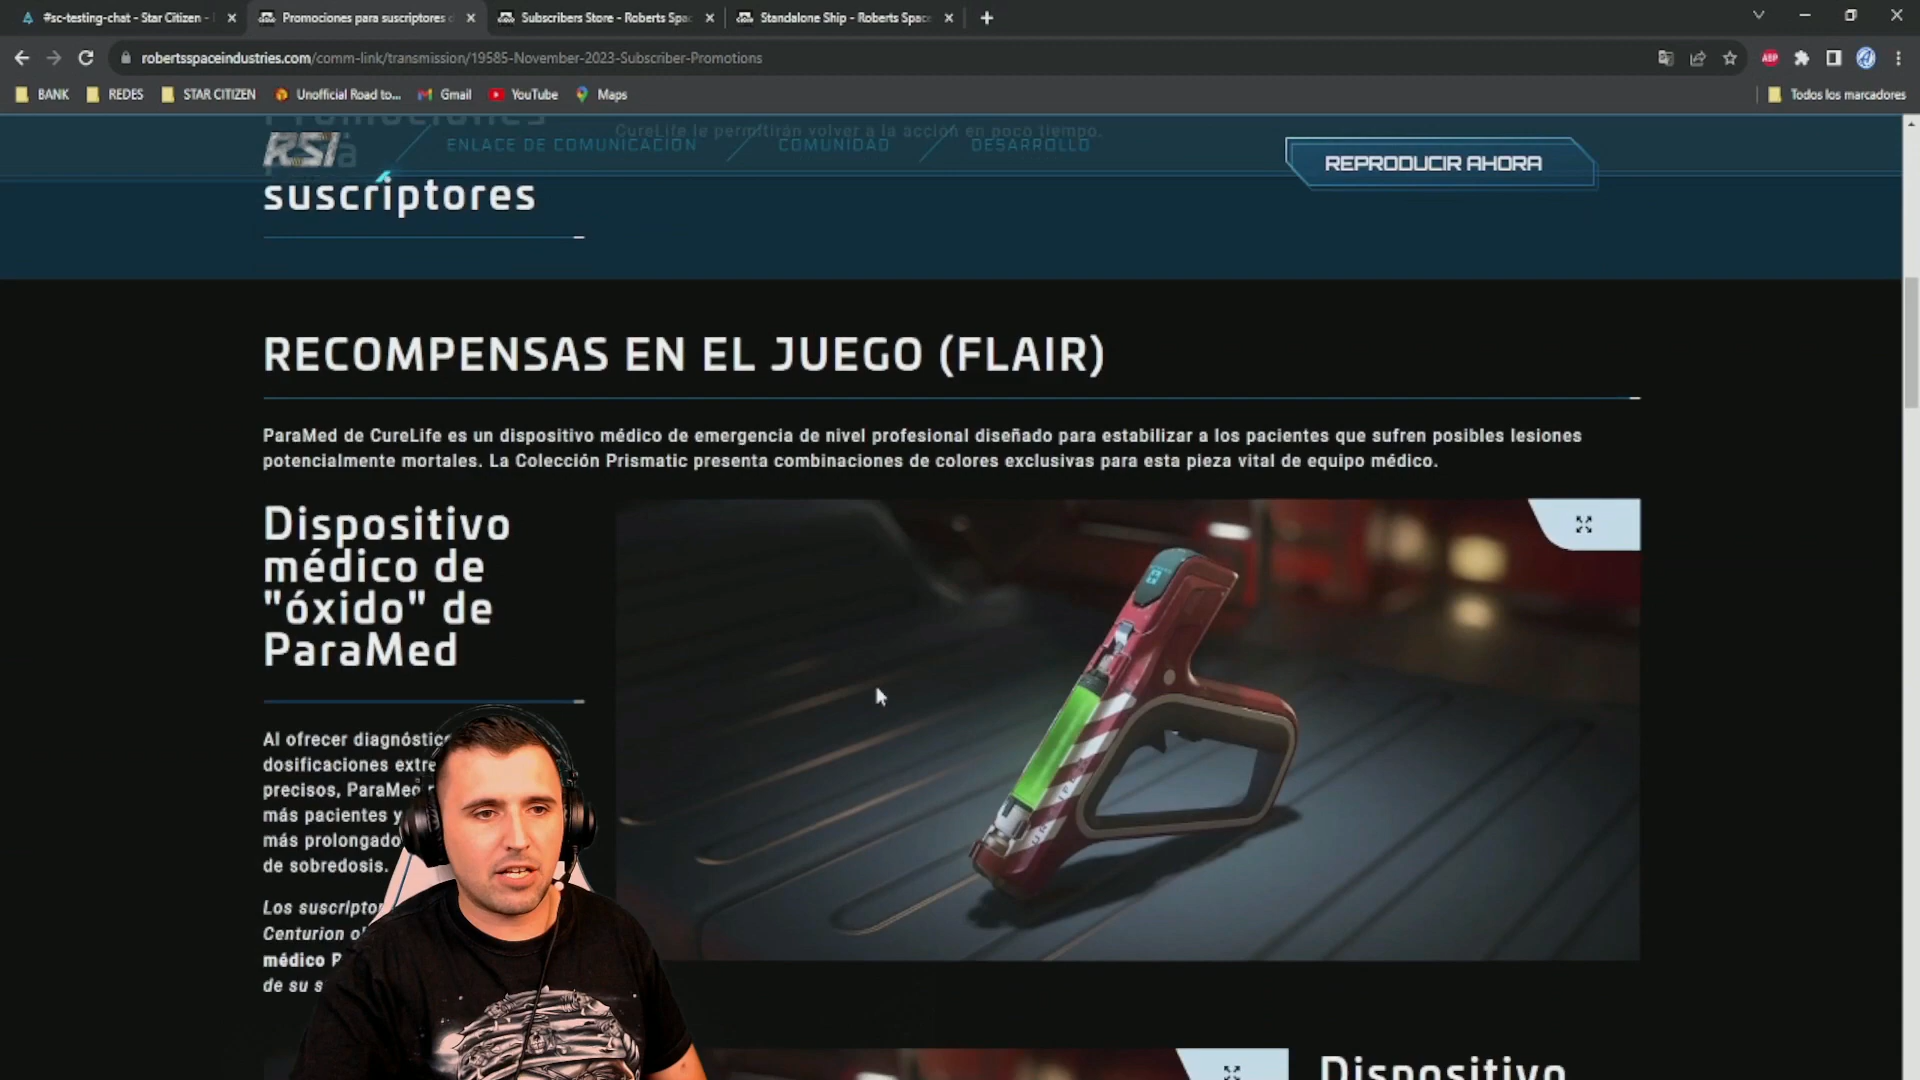 #sc-testing-chat - Star Citizen -
Promociones para suscriptores d
Subscribers Store - Roberts Spac
Standalone Ship - Roberts Space
robertsspaceindustries.com/comm-link/transmission/19585-November-2023-Subscriber-Promotions
ABP
BANK
REDES
STAR CITIZEN
Unofficial Road to...
Gmail
YouTube
Maps
Todos los marcadores
Promociones
CureLife le permitirán volver a la acción en poco tiempo.
RSI
ENLACE DE COMUNICACIÓN
COMUNIDAD
DESARROLLO
REPRODUCIR AHORA
suscriptores
RECOMPENSAS EN EL JUEGO (FLAIR)
ParaMed de CureLife es un dispositivo médico de emergencia de nivel profesional diseñado para estabilizar a los pacientes que sufren posibles lesiones
potencialmente mortales. La Colección Prismatic presenta combinaciones de colores exclusivas para esta pieza vital de equipo médico.
Dispositivo
médico de
"óxido" de
ParaMed
Al ofrecer diagnóstic
dosificaciones extre
precisos, ParaMed
más pacientes y
más prolongado
de sobredosis.
Los suscriptor
Centurion
médico
de su
Dispositivo